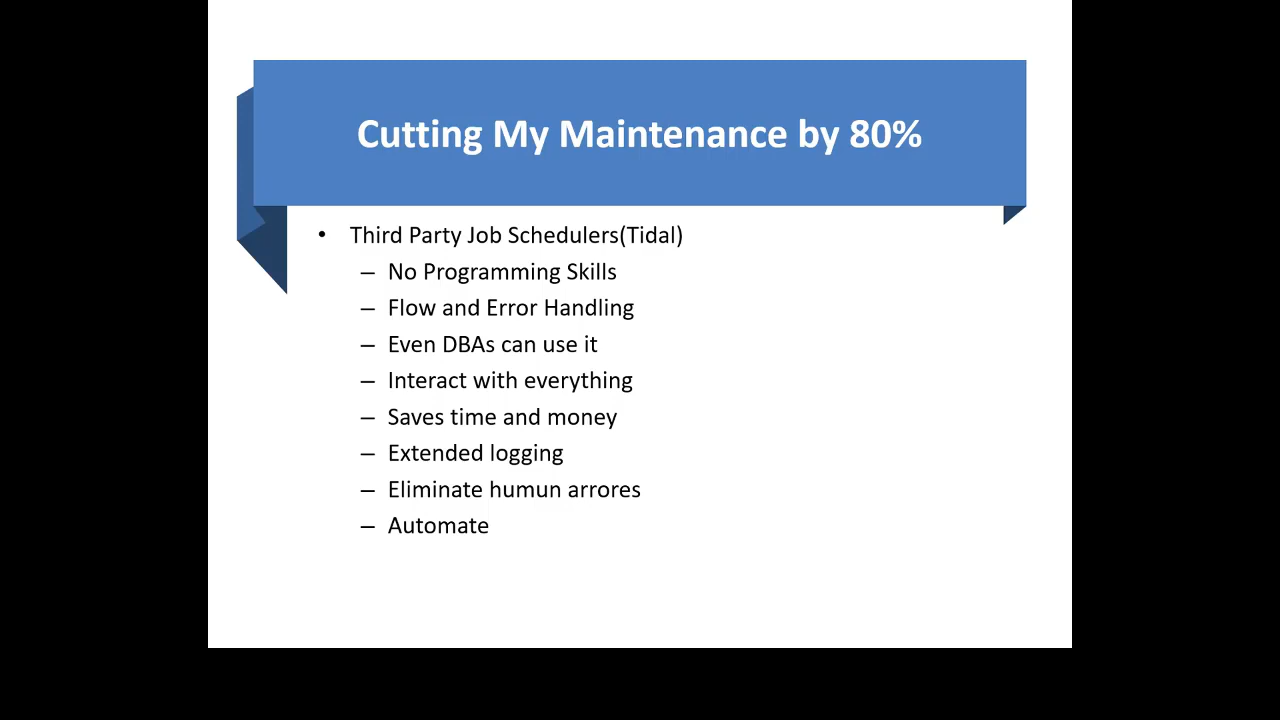 Cutting My Maintenance by 80%
• Third Party Job Schedulers(Tidal)
– No Programming Skills
– Flow and Error Handling
– Even DBAs can use it
– Interact with everything
– Saves time and money
– Extended logging
– Eliminate humun arrores
– Automate